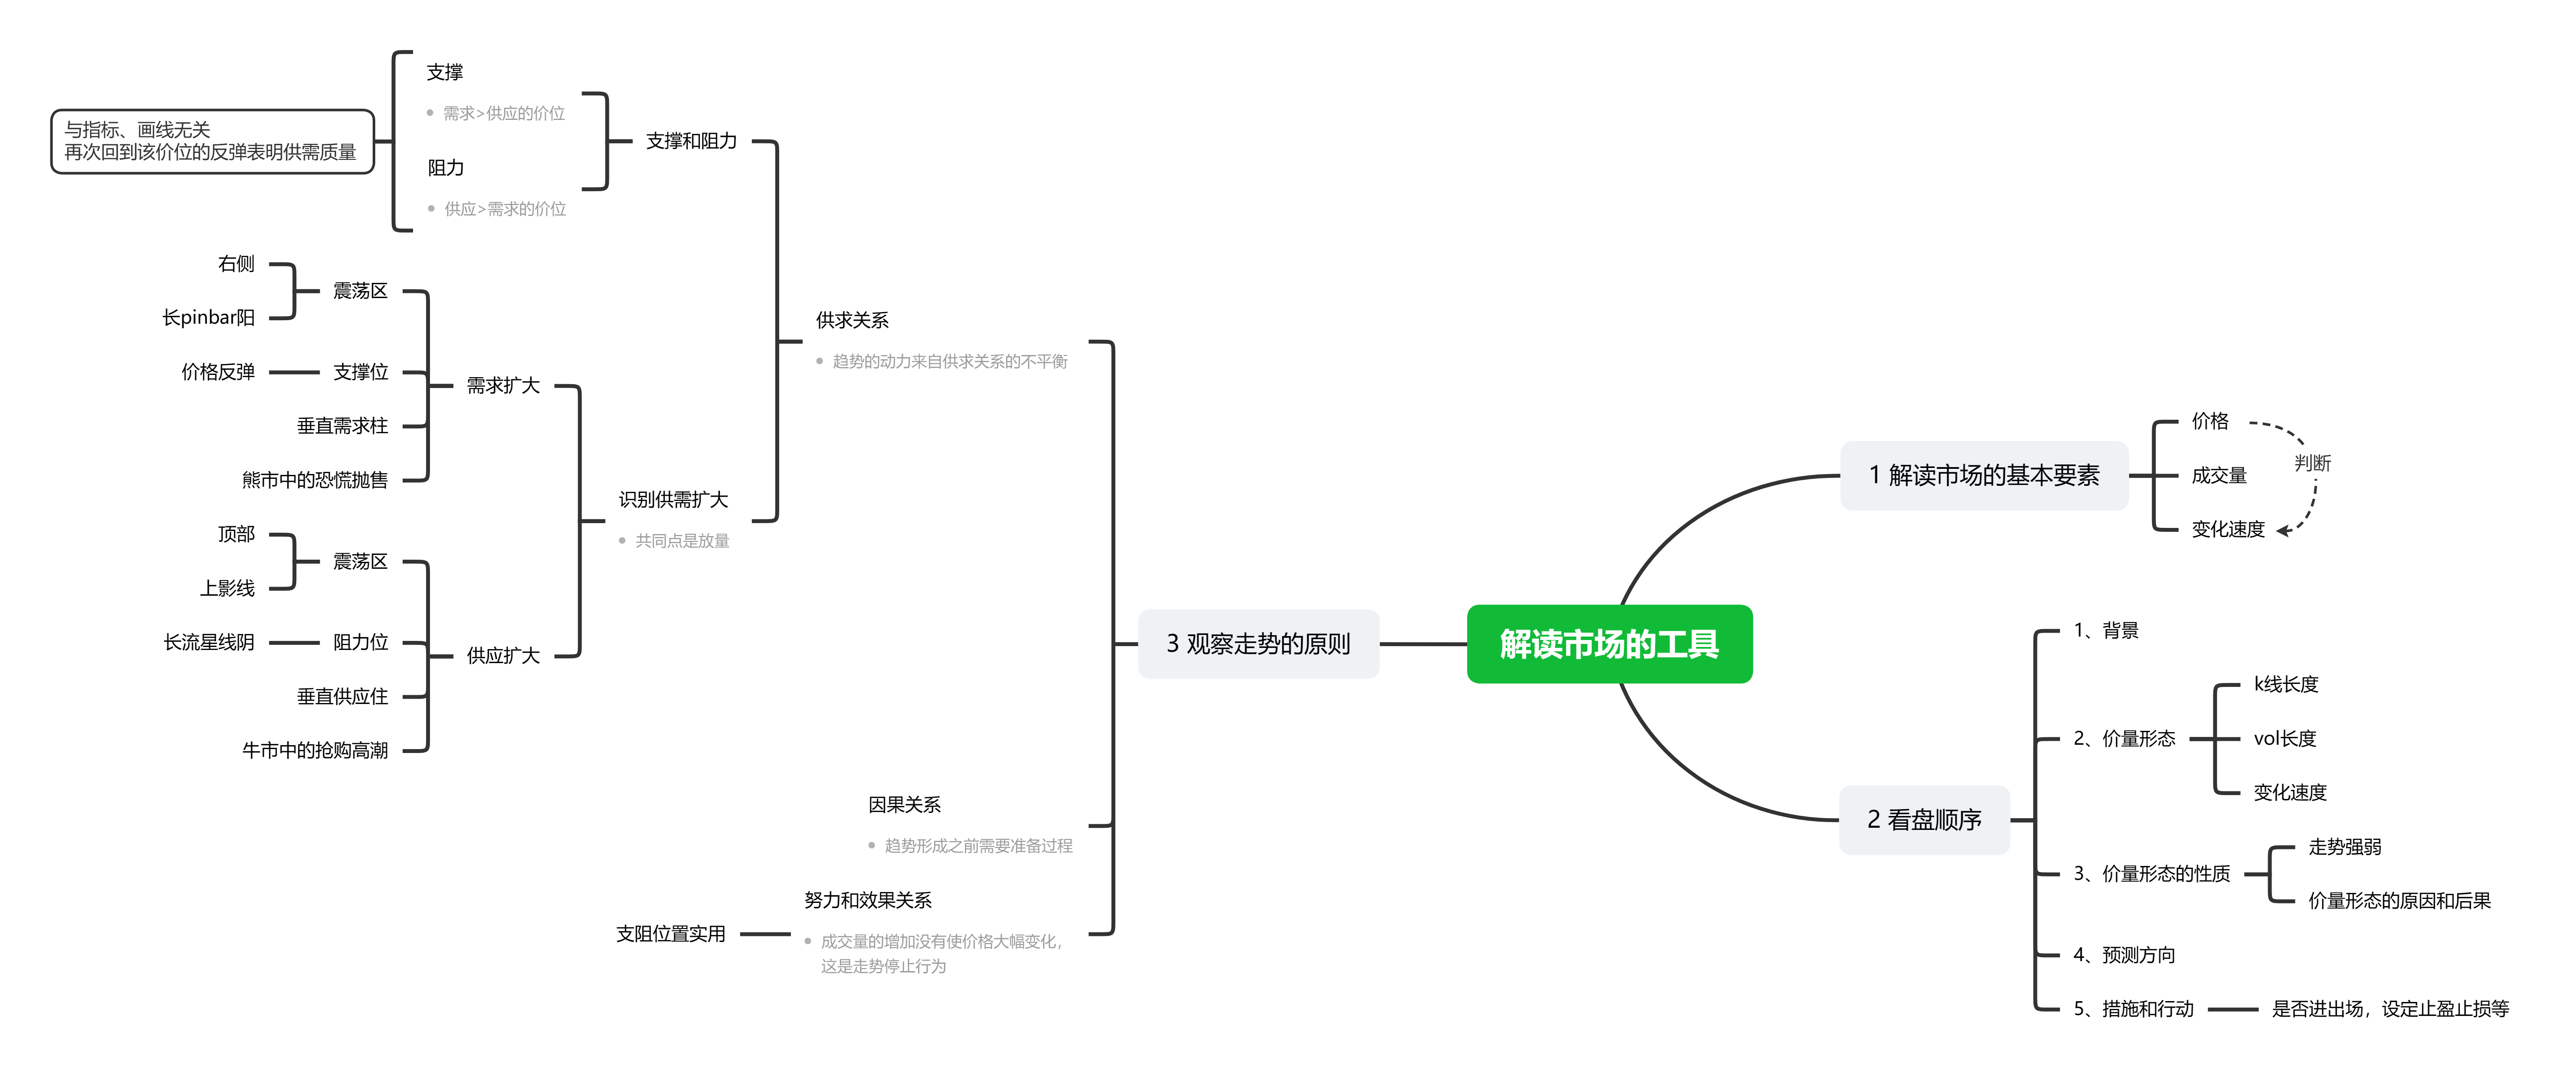 解读市场的工具
1 解读市场的基本要素
价格
成交量
变化速度
判断
2 看盘顺序
1、背景
2、价量形态
k线长度
vol长度
变化速度
3、价量形态的性质
走势强弱
价量形态的原因和后果
4、预测方向
5、措施和行动
是否进出场，设定止盈止损等
3 观察走势的原则
供求关系
趋势的动力来自供求关系的不平衡
支撑和阻力
支撑
需求>供应的价位
阻力
供应>需求的价位
与指标、画线无关
再次回到该价位的反弹表明供需质量
识别供需扩大
共同点是放量
需求扩大
震荡区
右侧
长pinbar阳
支撑位
价格反弹
垂直需求柱
熊市中的恐慌抛售
供应扩大
震荡区
顶部
上影线
阻力位
长流星线阴
垂直供应住
牛市中的抢购高潮
因果关系
趋势形成之前需要准备过程
努力和效果关系
成交量的增加没有使价格大幅变化，
这是走势停止行为
支阻位置实用